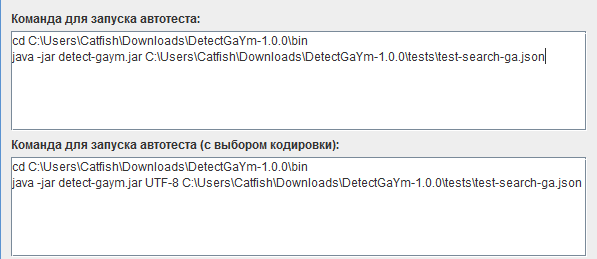 Команда для запуска автотеста:
cd C:\Users\Catfish\Downloads\DetectGaYm-1.0.0\bin
java -jar detect-gaym.jar C:\Users\Catfish\Downloads\DetectGaYm-1.0.0\tests\test-search-ga.json
Команда для запуска автотеста (с выбором кодировки):
cd C:\Users\Catfish\Downloads\DetectGaYm-1.0.0\bin
java -jar detect-gaym.jar UTF-8 C:\Users\Catfish\Downloads\DetectGaYm-1.0.0\tests\test-search-ga.json